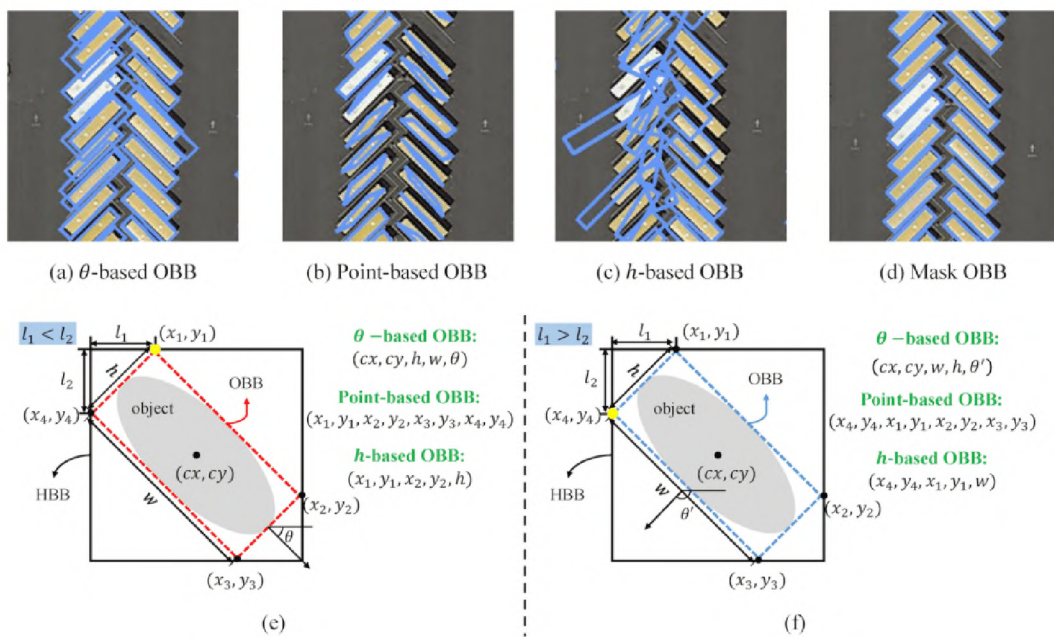 (a) θ-based OBB
(b) Point-based OBB
(c) h-based OBB
(d) Mask OBB
l₁ < l₂
l₁
(x₁, y₁)
l₂
h
OBB
object
(x₄, y₄)
(cx, cy)
HBB
w
(x₂, y₂)
θ
(x₃, y₃)
θ −based OBB:
(cx, cy, h, w, θ)
Point-based OBB:
(x₁, y₁, x₂, y₂, x₃, y₃, x₄, y₄)
h-based OBB:
(x₁, y₁, x₂, y₂, h)
(e)
l₁ > l₂
l₁
(x₁, y₁)
l₂
h
OBB
object
(x₄, y₄)
(cx, cy)
HBB
w
θ′
(x₂, y₂)
(x₃, y₃)
θ −based OBB:
(cx, cy, w, h, θ′)
Point-based OBB:
(x₄, y₄, x₁, y₁, x₂, y₂, x₃, y₃)
h-based OBB:
(x₄, y₄, x₁, y₁, w)
(f)